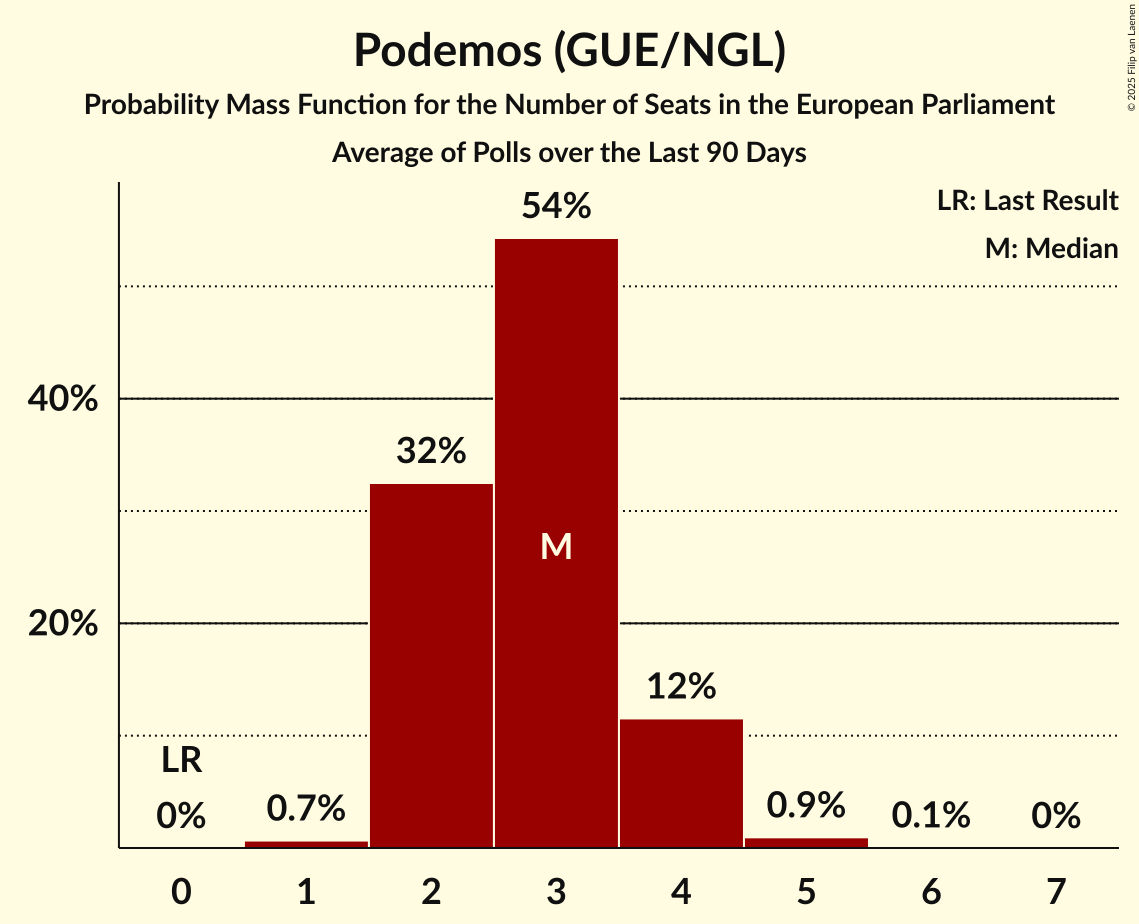 Podemos (GUE/NGL)
Probability Mass Function for the Number of Seats in the European Parliament
Average of Polls over the Last 90 Days
© 2025 Filip van Laenen
LR: Last Result
M: Median
54%
40%
32%
M
20%
12%
LR
0%
0.7%
0.9%
0.1%
0%
0 1 2 3 4 5 6 7